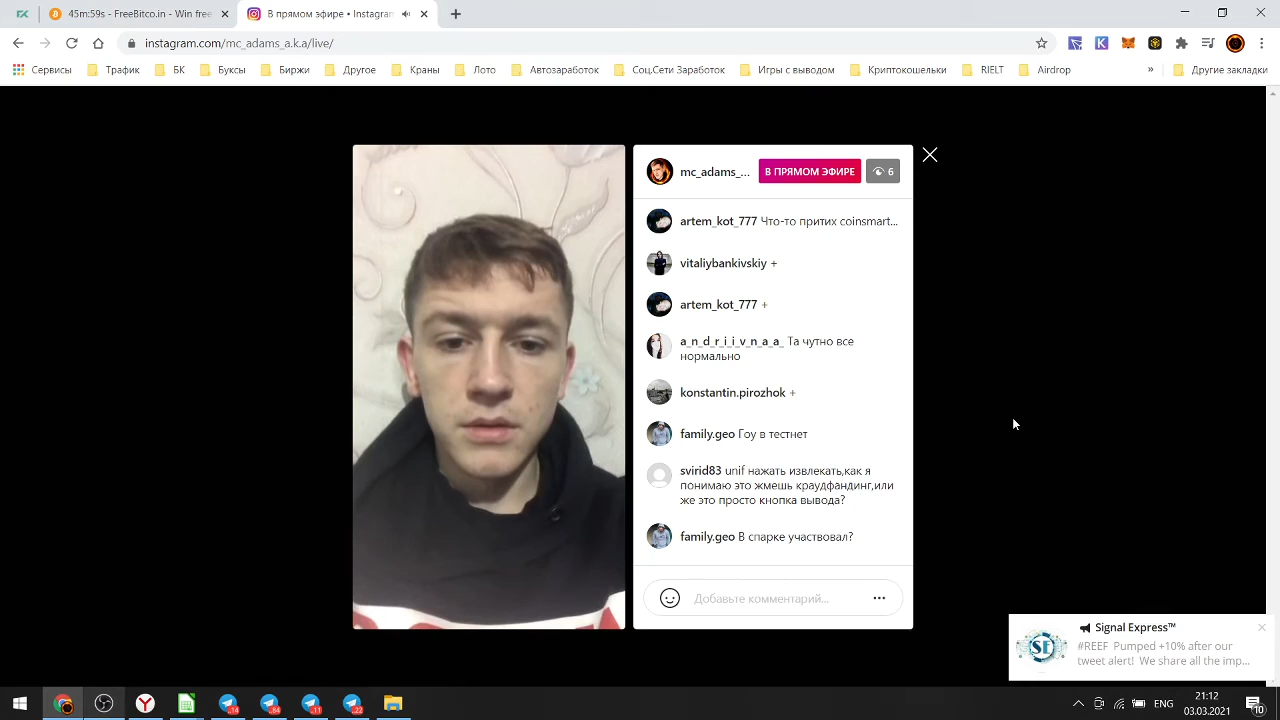 45m:59s - FreeBitco.in - Win free
В прямом эфире • Instagram
instagram.com/mc_adams_a.k.a/live/
Сервисы Трафик БК Буксы Биржи Другое Краны Лото Автозаработок Соц.Сети Заработок Игры с выводом Криптокошельки RIELT Airdrop » Другие закладки
mc_adams_... В ПРЯМОМ ЭФИРЕ 6
artem_kot_777 Что-то притих coinsmart...
vitaliybankivskiy +
artem_kot_777 +
a_n_d_r_i_i_v_n_a_a_ Та чутно все
нормально
konstantin.pirozhok +
family.geo Гоу в тестнет
svirid83 unif нажать извлекать,как я
понимаю это жмешь краудфандинг,или
же это просто кнопка вывода?
family.geo В спарке участвовал?
Добавьте комментарий...
Signal Express™
#REEF Pumped +10% after our
tweet alert! We share all the imp...
SE
14 84 11 22
ENG
21:12
03.03.2021